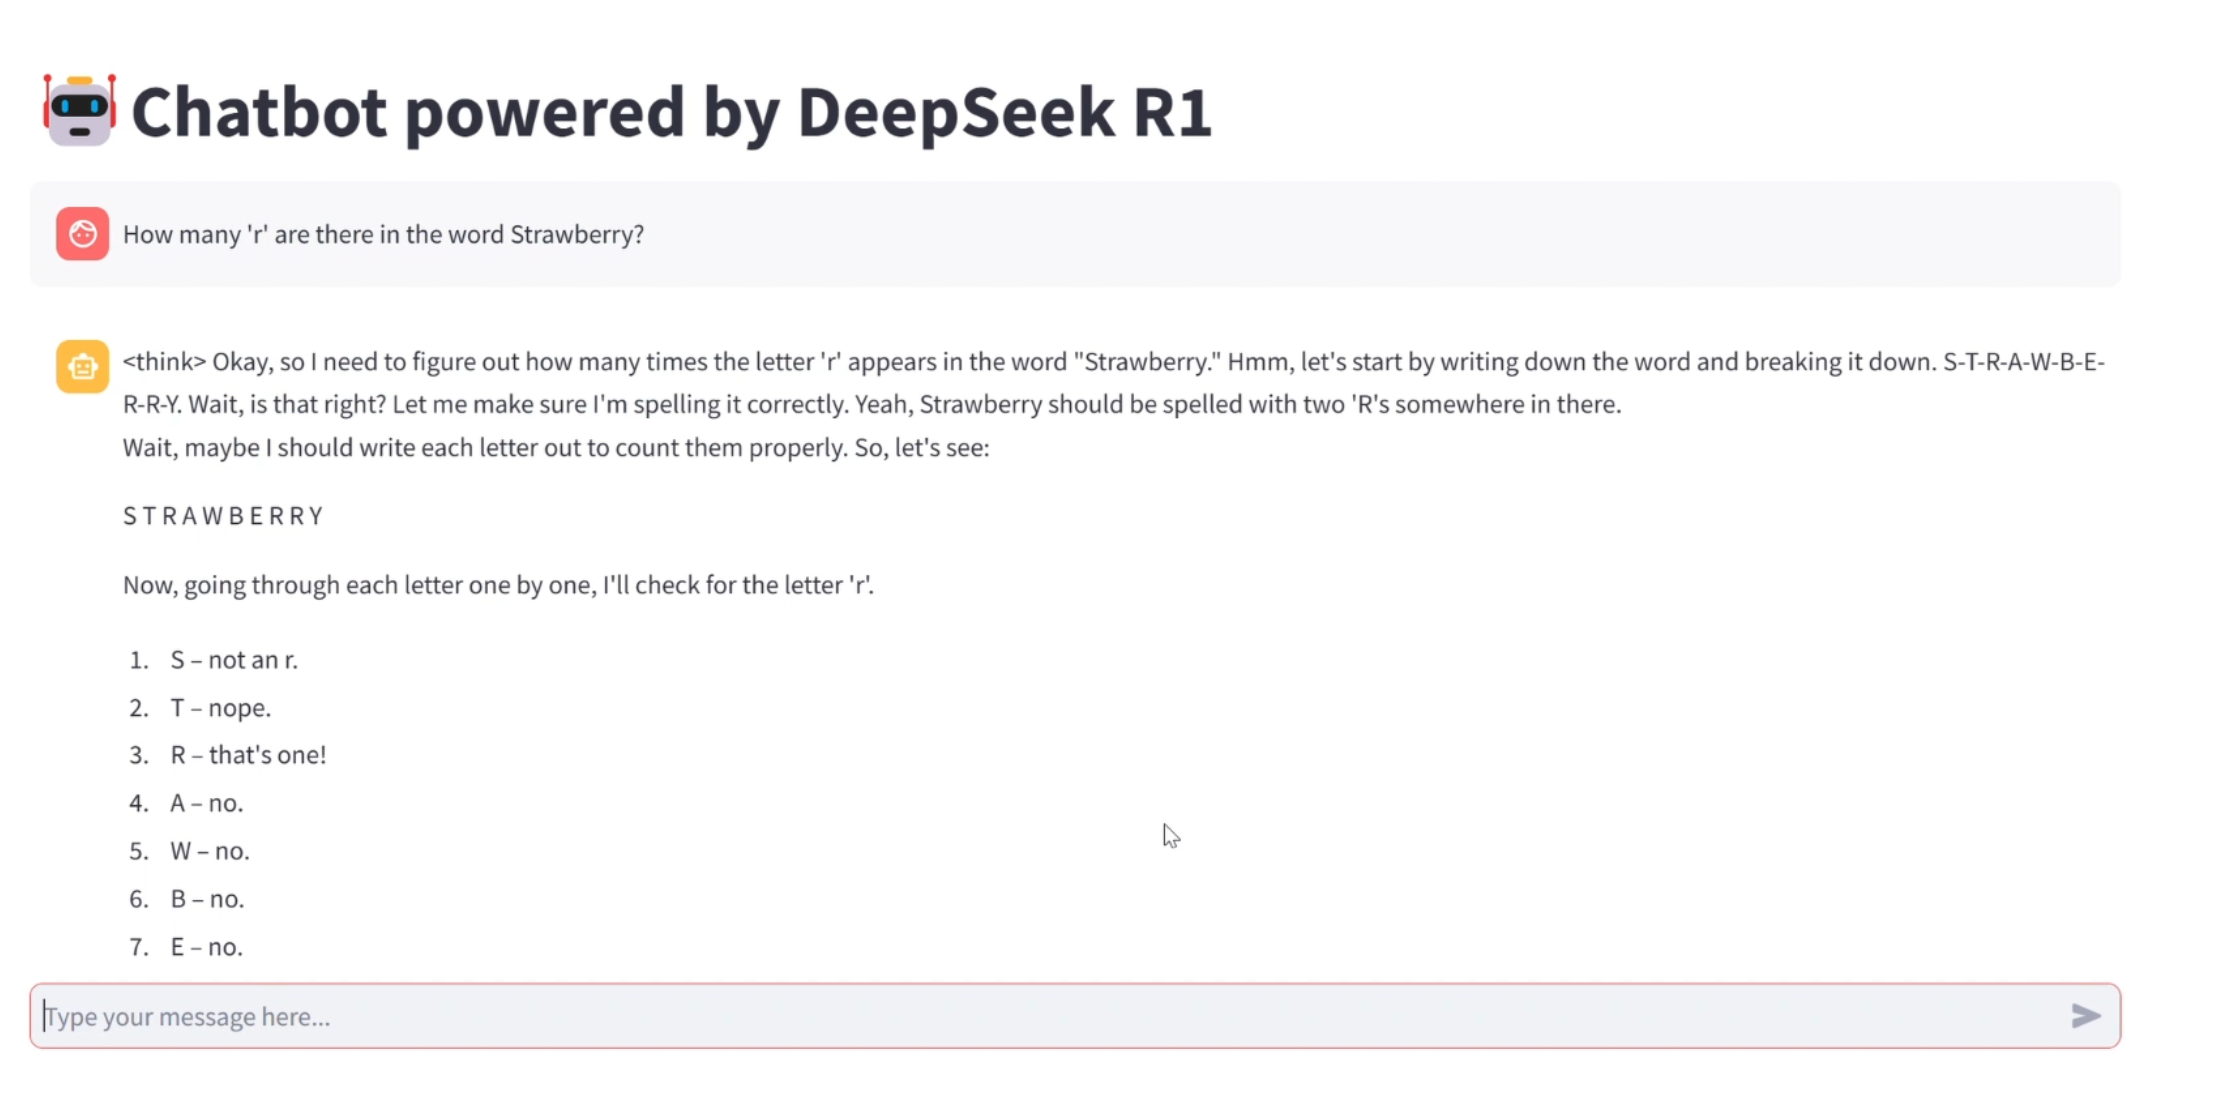 Chatbot powered by DeepSeek R1
How many 'r' are there in the word Strawberry?
<think> Okay, so I need to figure out how many times the letter 'r' appears in the word "Strawberry." Hmm, let's start by writing down the word and breaking it down. S-T-R-A-W-B-E-
R-R-Y. Wait, is that right? Let me make sure I'm spelling it correctly. Yeah, Strawberry should be spelled with two 'R's somewhere in there.
Wait, maybe I should write each letter out to count them properly. So, let's see:
S T R A W B E R R Y
Now, going through each letter one by one, I'll check for the letter 'r'.
1. S – not an r.
2. T – nope.
3. R – that's one!
4. A – no.
5. W – no.
6. B – no.
7. E – no.
Type your message here...